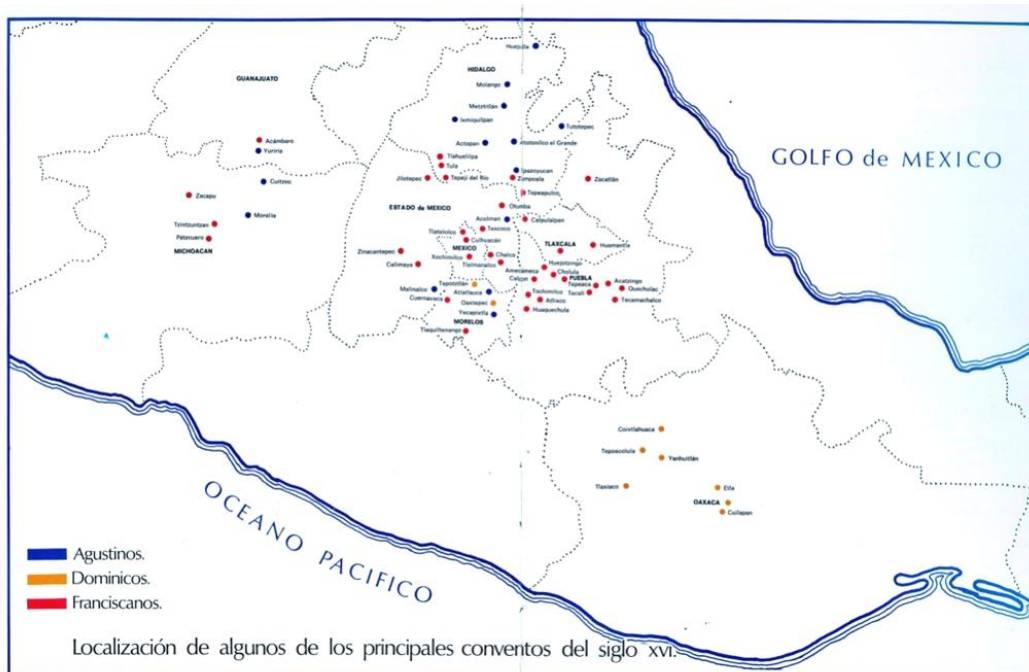 Huejutla
HIDALGO
GUANAJUATO
Molango
Metztitlán
Ixmiquilpan
Tutotepec
Acámbaro
Yuriria
Actopan
Atotonilco el Grande
GOLFO de MEXICO
Tlahuelilpa
Tula
Epazoyucan
Cuitzeo
Jilotepec
Tepeji del Río
Zempoala
Zacatlán
Zacapu
Tepeapulco
ESTADO de MEXICO
Otumba
Morelia
Acolman
Calpulalpan
Tzintzuntzan
Texcoco
Tlatelolco
Culhuacán
Pátzcuaro
MICHOACAN
MEXICO
TLAXCALA
Huamantla
Zinacantepec
Xochimilco
Chalco
Calimaya
Tlalmanalco
Amecameca
Huejotzingo
Cholula
Calpan
PUEBLA
Tepeaca
Acatzingo
Tepoztlán
Malinalco
Atlatlauca
Tecali
Quecholac
Cuernavaca
Oaxtepec
Tochimilco
Atlixco
Tecamachalco
Yecapixtla
Huaquechula
MORELOS
Tlaquiltenango
Coixtlahuaca
Teposcolula
Yanhuitlán
Tlaxiaco
Etla
OAXACA
Cuilapan
OCEANO PACIFICO
Agustinos.
Dominicos.
Franciscanos.
Localización de algunos de los principales conventos del siglo XVI.